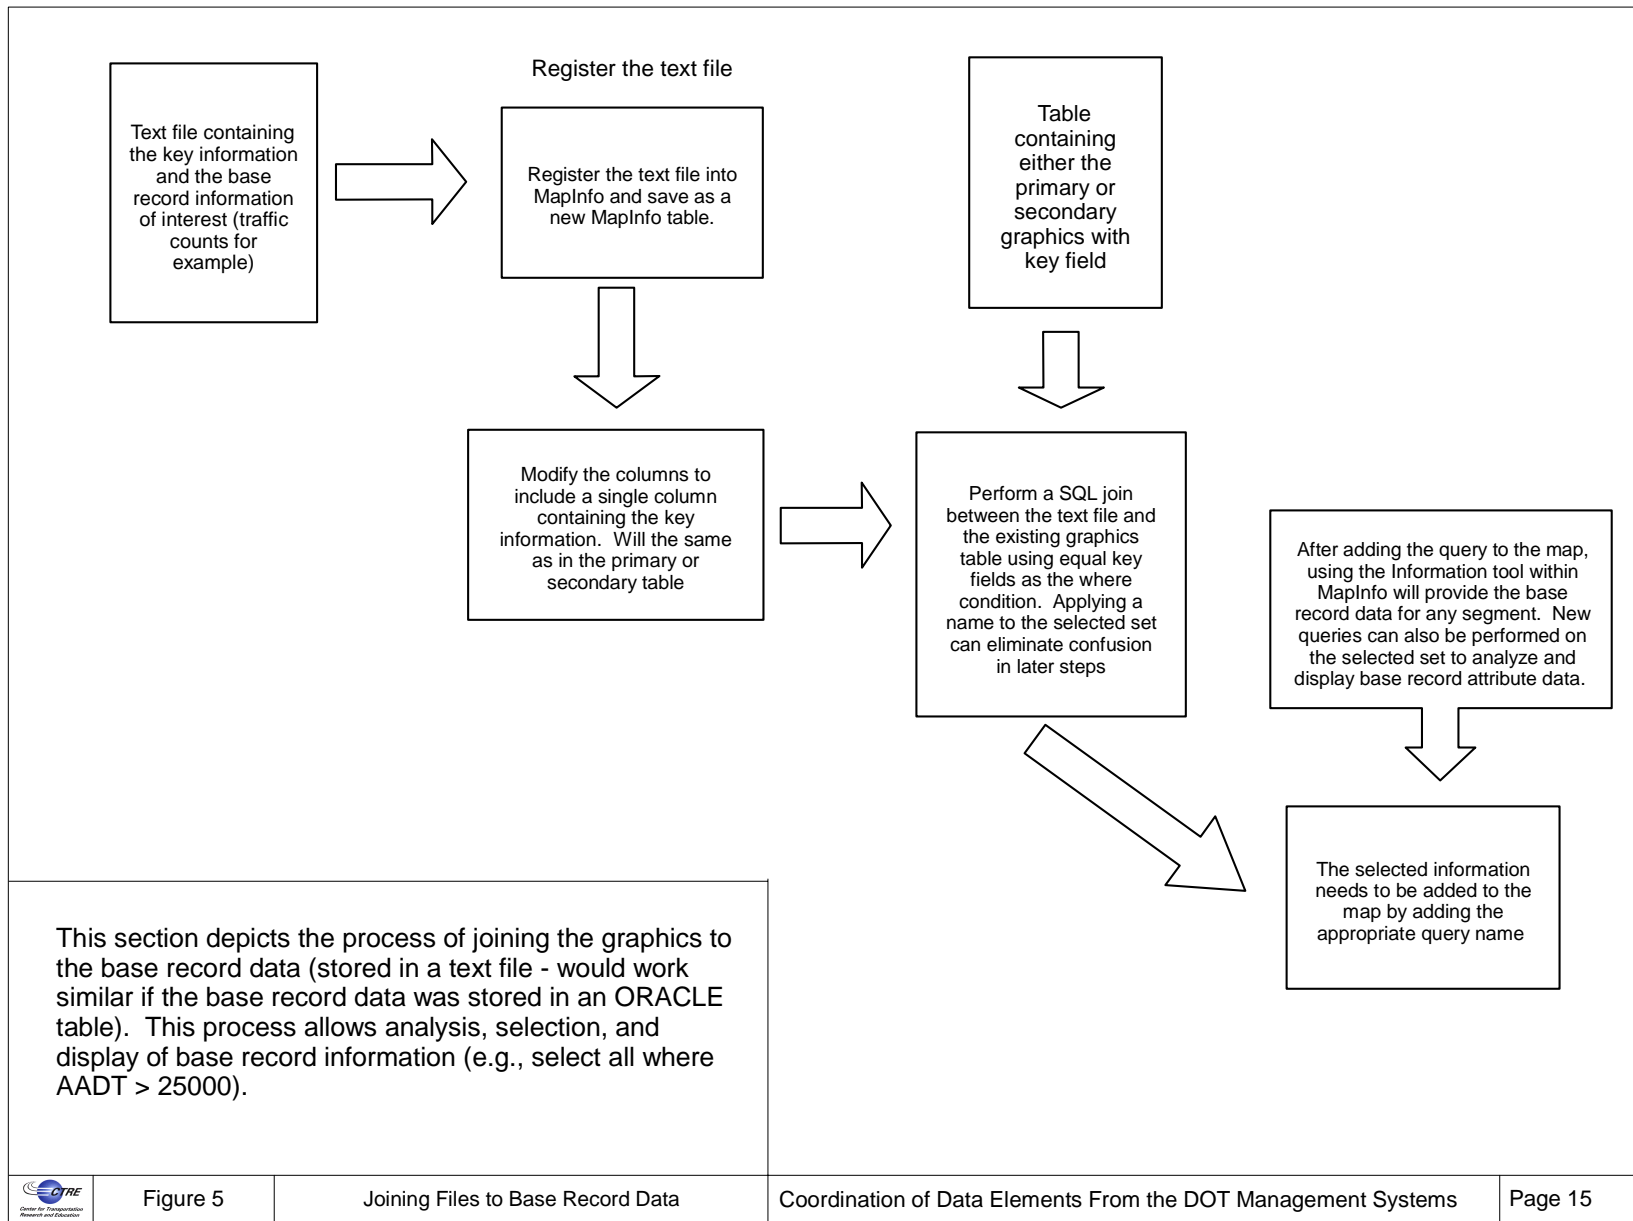 Register the text file
Text file containing
the key information
and the base
record information
of interest (traffic
counts for
example)
Register the text file into
MapInfo and save as a
new MapInfo table.
Table
containing
either the
primary or
secondary
graphics with
key field
Modify the columns to
include a single column
containing the key
information.  Will the same
as in the primary or
secondary table
Perform a SQL join
between the text file and
the existing graphics
table using equal key
fields as the where
condition.  Applying a
name to the selected set
can eliminate confusion
in later steps
After adding the query to the map,
using the Information tool within
MapInfo will provide the base
record data for any segment.  New
queries can also be performed on
the selected set to analyze and
display base record attribute data.
The selected information
needs to be added to the
map by adding the
appropriate query name
This section depicts the process of joining the graphics to
the base record data (stored in a text file - would work
similar if the base record data was stored in an ORACLE
table).  This process allows analysis, selection, and
display of base record information (e.g., select all where
AADT > 25000).
CTRE
Center for Transportation
Research and Education
Figure 5
Joining Files to Base Record Data
Coordination of Data Elements From the DOT Management Systems
Page 15